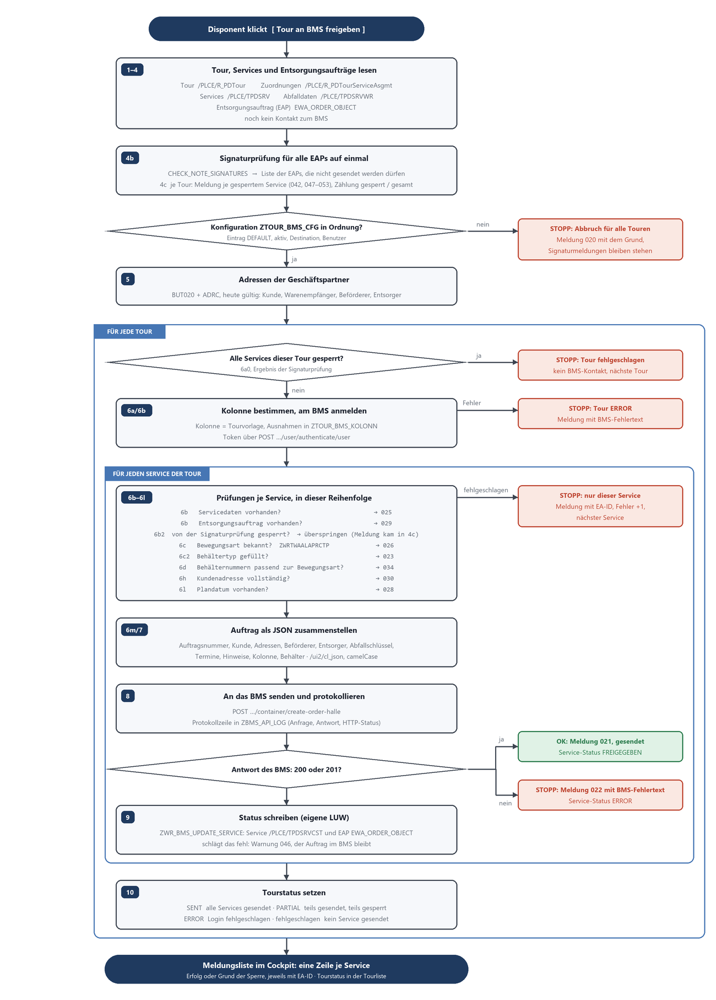 Disponent klickt [ Tour an BMS freigeben ]
1–4
Tour, Services und Entsorgungsaufträge lesen
Tour /PLCE/R_PDTour Zuordnungen /PLCE/R_PDTourServiceAsgmt
Services /PLCE/TPDSRV Abfalldaten /PLCE/TPDSRVWR
Entsorgungsauftrag (EAP) EWA_ORDER_OBJECT
noch kein Kontakt zum BMS
4b
Signaturprüfung für alle EAPs auf einmal
CHECK_NOTE_SIGNATURES → Liste der EAPs, die nicht gesendet werden dürfen
4c je Tour: Meldung je gesperrtem Service (042, 047–053), Zählung gesperrt / gesamt
Konfiguration ZTOUR_BMS_CFG in Ordnung?
Eintrag DEFAULT, aktiv, Destination, Benutzer
nein
STOPP: Abbruch für alle Touren
Meldung 020 mit dem Grund,
Signaturmeldungen bleiben stehen
ja
5
Adressen der Geschäftspartner
BUT020 + ADRC, heute gültig: Kunde, Warenempfänger, Beförderer, Entsorger
FÜR JEDE TOUR
Alle Services dieser Tour gesperrt?
6a0, Ergebnis der Signaturprüfung
ja
STOPP: Tour fehlgeschlagen
kein BMS-Kontakt, nächste Tour
nein
6a/6b
Kolonne bestimmen, am BMS anmelden
Kolonne = Tourvorlage, Ausnahmen in ZTOUR_BMS_KOLONN
Token über POST …/user/authenticate/user
Fehler
STOPP: Tour ERROR
Meldung mit BMS-Fehlertext
FÜR JEDEN SERVICE DER TOUR
6b–6l
Prüfungen je Service, in dieser Reihenfolge
6b Servicedaten vorhanden? → 025
6b Entsorgungsauftrag vorhanden? → 029
6b2 von der Signaturprüfung gesperrt? → überspringen (Meldung kam in 4c)
6c Bewegungsart bekannt? ZWRTWAALAPRCTP → 026
6c2 Behältertyp gefüllt? → 023
6d Behälternummern passend zur Bewegungsart? → 034
6h Kundenadresse vollständig? → 030
6l Plandatum vorhanden? → 028
fehlgeschlagen
STOPP: nur dieser Service
Meldung mit EA-ID, Fehler +1,
nächster Service
6m/7
Auftrag als JSON zusammenstellen
Auftragsnummer, Kunde, Adressen, Beförderer, Entsorger, Abfallschlüssel,
Termine, Hinweise, Kolonne, Behälter · /ui2/cl_json, camelCase
8
An das BMS senden und protokollieren
POST …/container/create-order-halle
Protokollzeile in ZBMS_API_LOG (Anfrage, Antwort, HTTP-Status)
Antwort des BMS: 200 oder 201?
ja
OK: Meldung 021, gesendet
Service-Status FREIGEGEBEN
nein
STOPP: Meldung 022 mit BMS-Fehlertext
Service-Status ERROR
9
Status schreiben (eigene LUW)
ZWR_BMS_UPDATE_SERVICE: Service /PLCE/TPDSRVCST und EAP EWA_ORDER_OBJECT
schlägt das fehl: Warnung 046, der Auftrag im BMS bleibt
10
Tourstatus setzen
SENT alle Services gesendet · PARTIAL teils gesendet, teils gesperrt
ERROR Login fehlgeschlagen · fehlgeschlagen kein Service gesendet
Meldungsliste im Cockpit: eine Zeile je Service
Erfolg oder Grund der Sperre, jeweils mit EA-ID · Tourstatus in der Tourliste